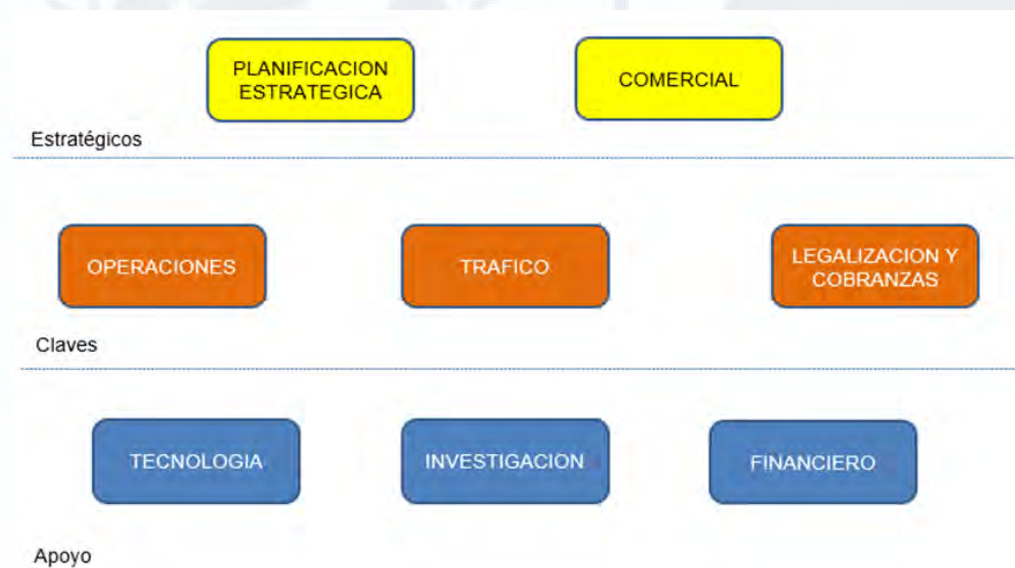 PLANIFICACION
ESTRATEGICA
COMERCIAL
Estratégicos
OPERACIONES
TRAFICO
LEGALIZACION Y
COBRANZAS
Claves
TECNOLOGIA
INVESTIGACION
FINANCIERO
Apoyo